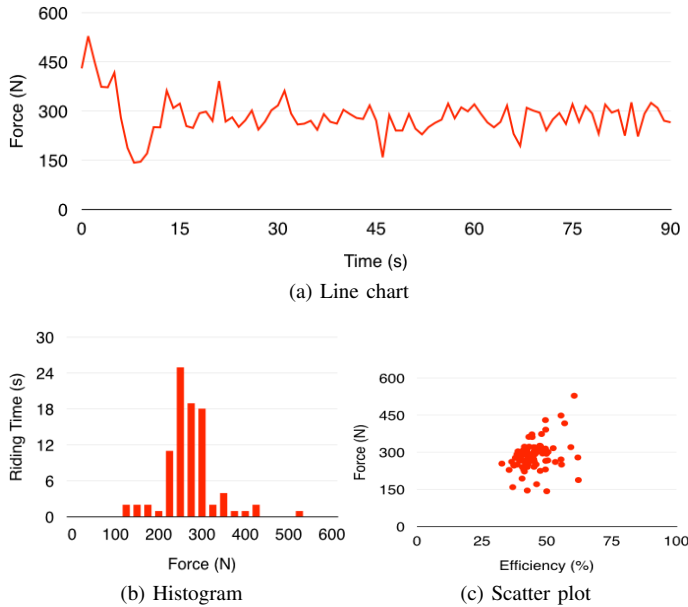 600
450
300
150
0
Force (N)
0 15 30 45 60 75 90
Time (s)
(a) Line chart
30
24
18
12
6
0
Riding Time (s)
0 100 200 300 400 500 600
Force (N)
(b) Histogram
600
450
300
150
0
Force (N)
0 25 50 75 100
Efficiency (%)
(c) Scatter plot